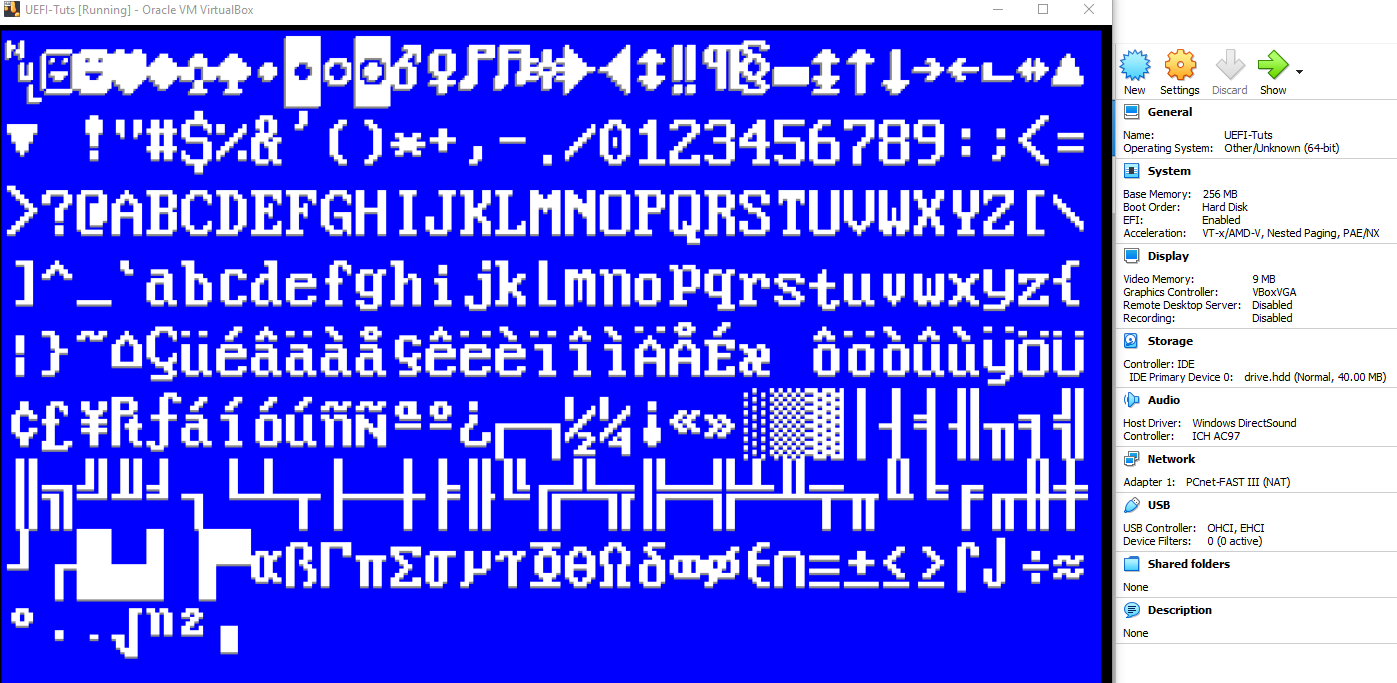 UEFI-Tuts [Running] - Oracle VM VirtualBox
NUL☺☻♥♦♣♠•◘○◙♂♀♪♫☼►◄↕‼¶§▬↨↑↓→←∟↔▲
▼ !"#$%&'()*+,-./0123456789:;<=
>?@ABCDEFGHIJKLMNOPQRSTUVWXYZ[\
]^_`abcdefghijklmnopqrstuvwxyz{
¦}~⌂Çüéâäàåçêëèïîì​ÄÅÉæ ôöòûùÿÖÜ
¢£¥₧ƒáíóúñÑªº¿⌐¬½¼¡«»░▒▓│┤╡╢╖╕╣
║╗╝╜╛┐└┴┬├─┼╞╟╚╔╩╦╠═╬╧╨╤╥╙╘╒╓╫╪
┘┌█▄▌▐▀αßΓπΣσµτΦΘΩδ∞φε∩≡±≤≥⌠⌡÷≈
°∙·√ⁿ²■
New Settings Discard Show
General
Name: UEFI-Tuts
Operating System: Other/Unknown (64-bit)
System
Base Memory: 256 MB
Boot Order: Hard Disk
EFI: Enabled
Acceleration: VT-x/AMD-V, Nested Paging, PAE/NX
Display
Video Memory: 9 MB
Graphics Controller: VBoxVGA
Remote Desktop Server: Disabled
Recording: Disabled
Storage
Controller: IDE
IDE Primary Device 0: drive.hdd (Normal, 40.00 MB)
Audio
Host Driver: Windows DirectSound
Controller: ICH AC97
Network
Adapter 1: PCnet-FAST III (NAT)
USB
USB Controller: OHCI, EHCI
Device Filters: 0 (0 active)
Shared folders
None
Description
None